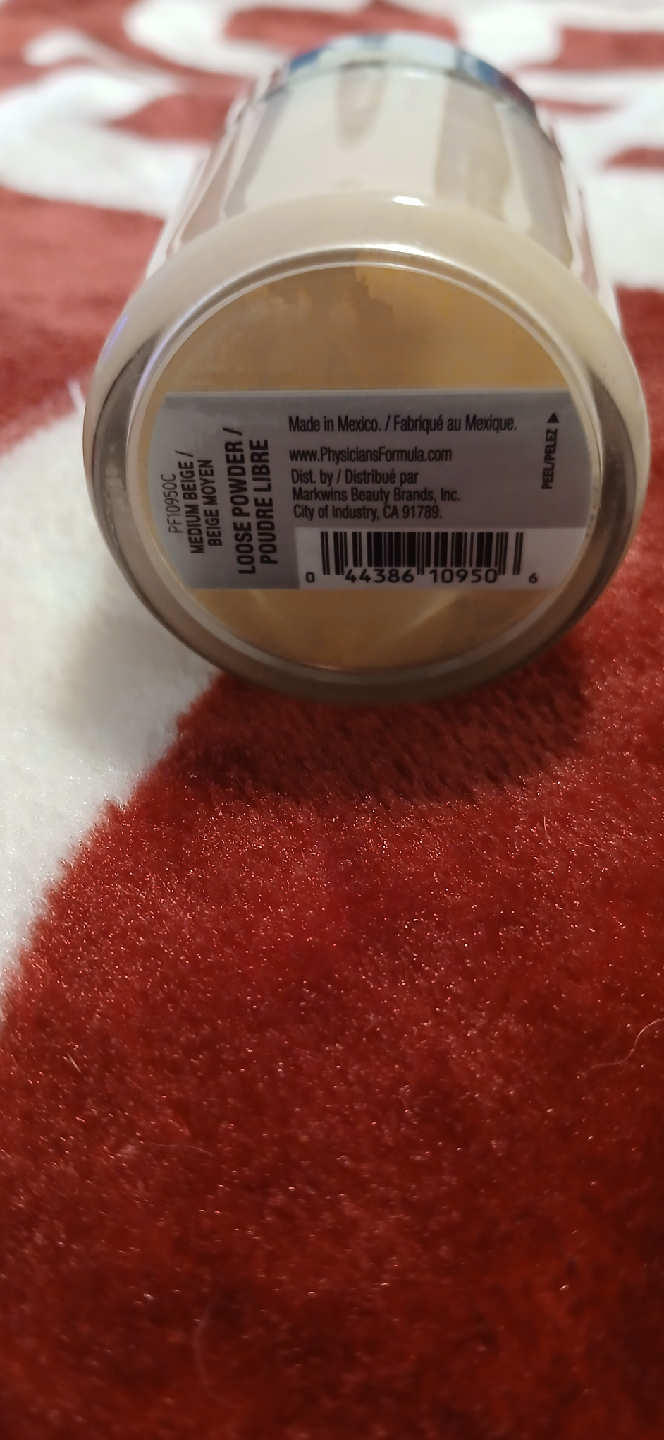 PF10950C
MEDIUM BEIGE /
BEIGE MOYEN
LOOSE POWDER /
POUDRE LIBRE
Made in Mexico. / Fabriqué au Mexique.
www.PhysiciansFormula.com
Dist. by / Distribué par
Markwins Beauty Brands, Inc.
City of Industry, CA 91789.
PEEL/PELEZ ▶
0 44386 10950 6